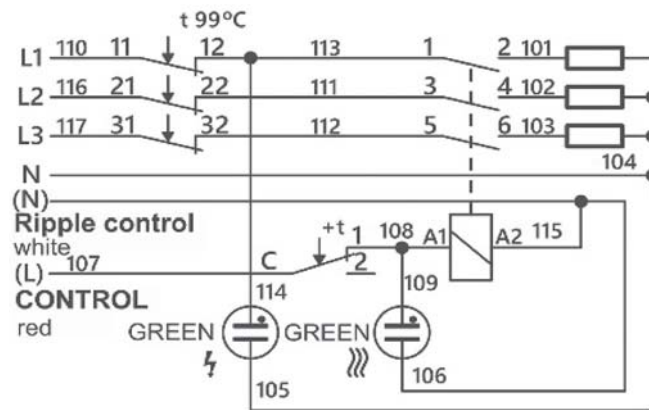 t 99°C
L1 110 11 12 113 1 2 101
L2 116 21 22 111 3 4 102
L3 117 31 32 112 5 6 103
N 104
(N)
Ripple control
white
+t 1 108 A1 A2 115
(L) 107 C 2
CONTROL 114 109
red
GREEN GREEN
105 106